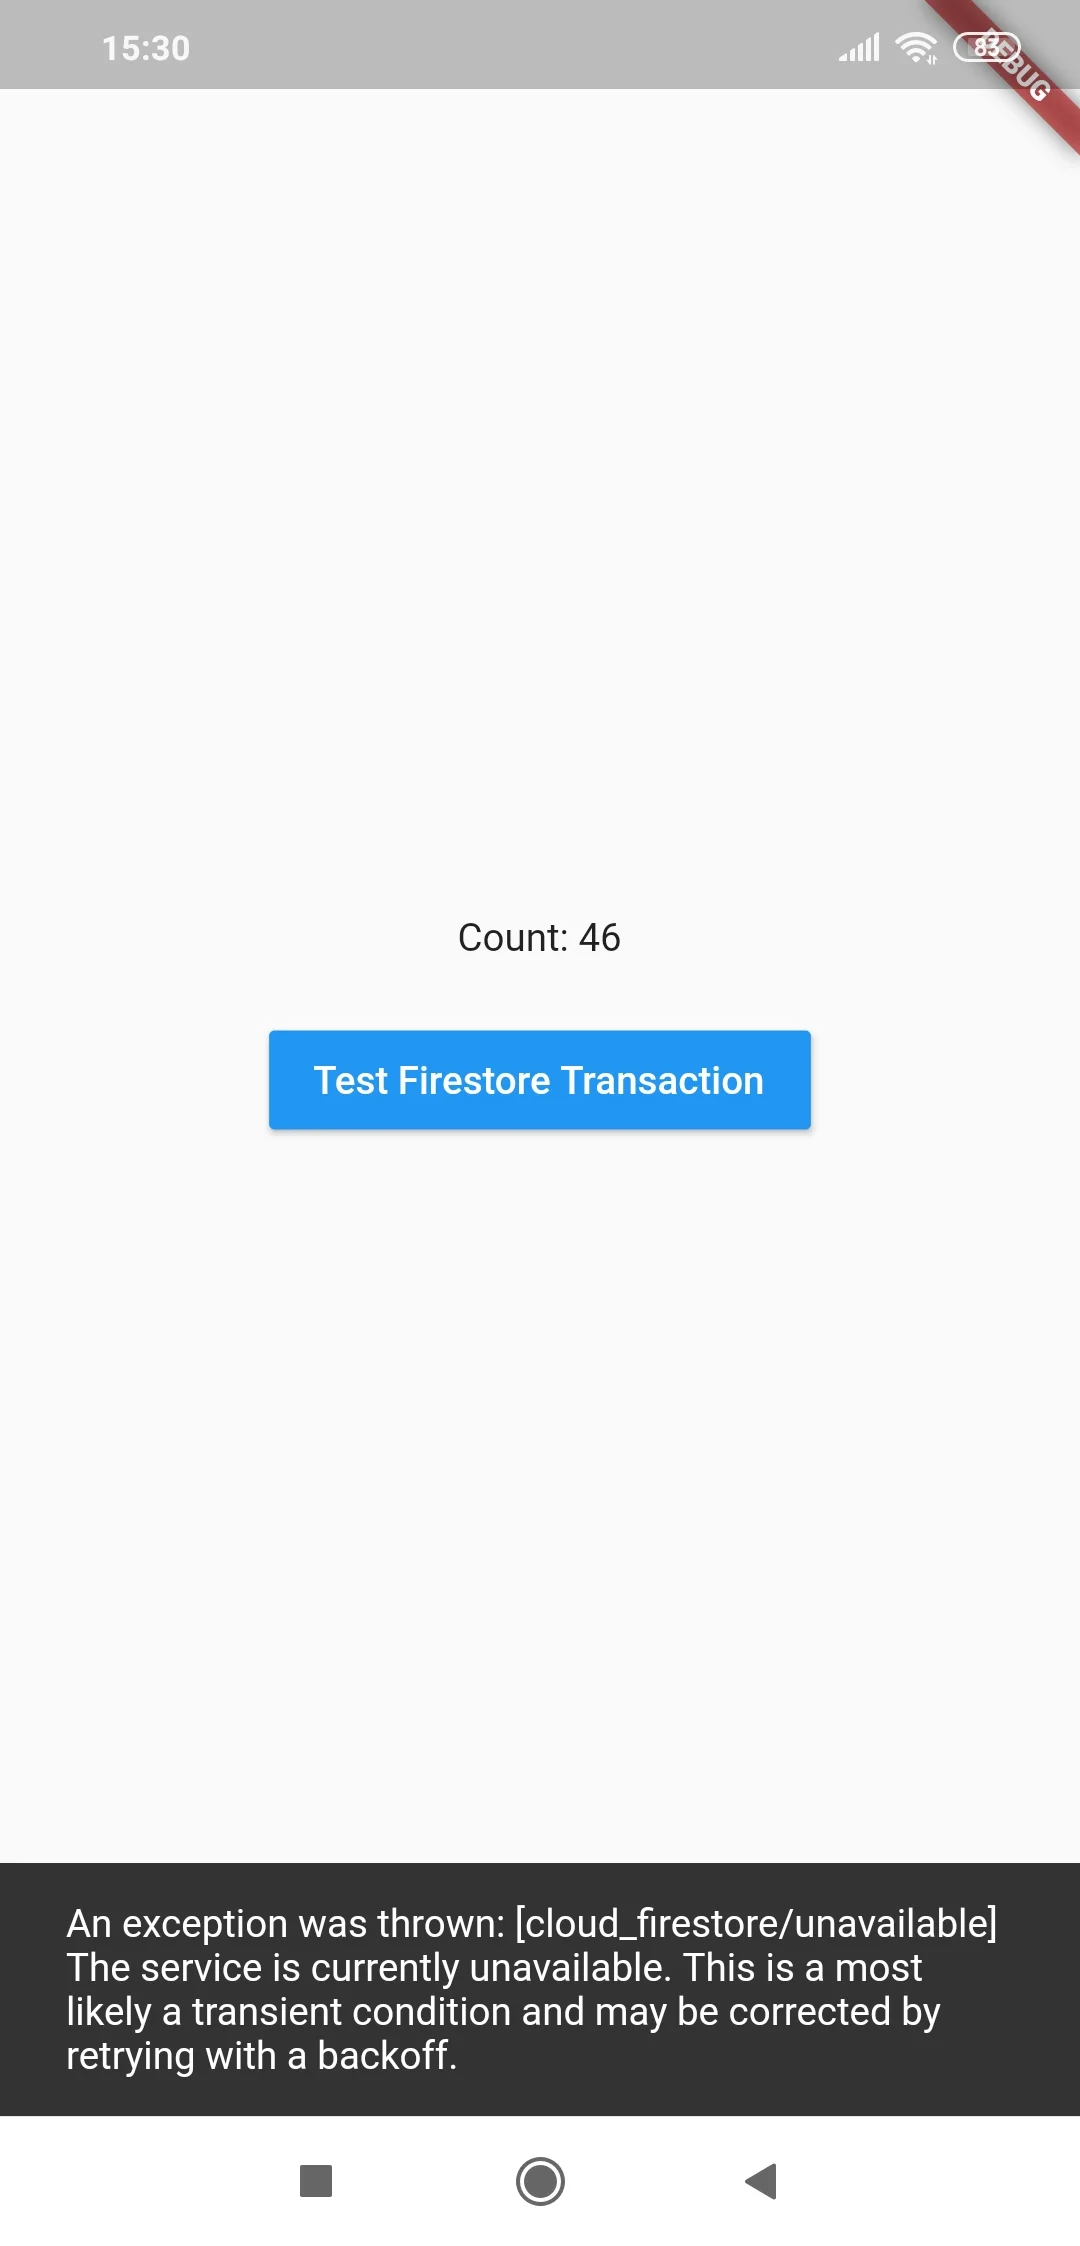 15:30
83
DEBUG
Count: 46
Test Firestore Transaction
An exception was thrown: [cloud_firestore/unavailable]
The service is currently unavailable. This is a most
likely a transient condition and may be corrected by
retrying with a backoff.